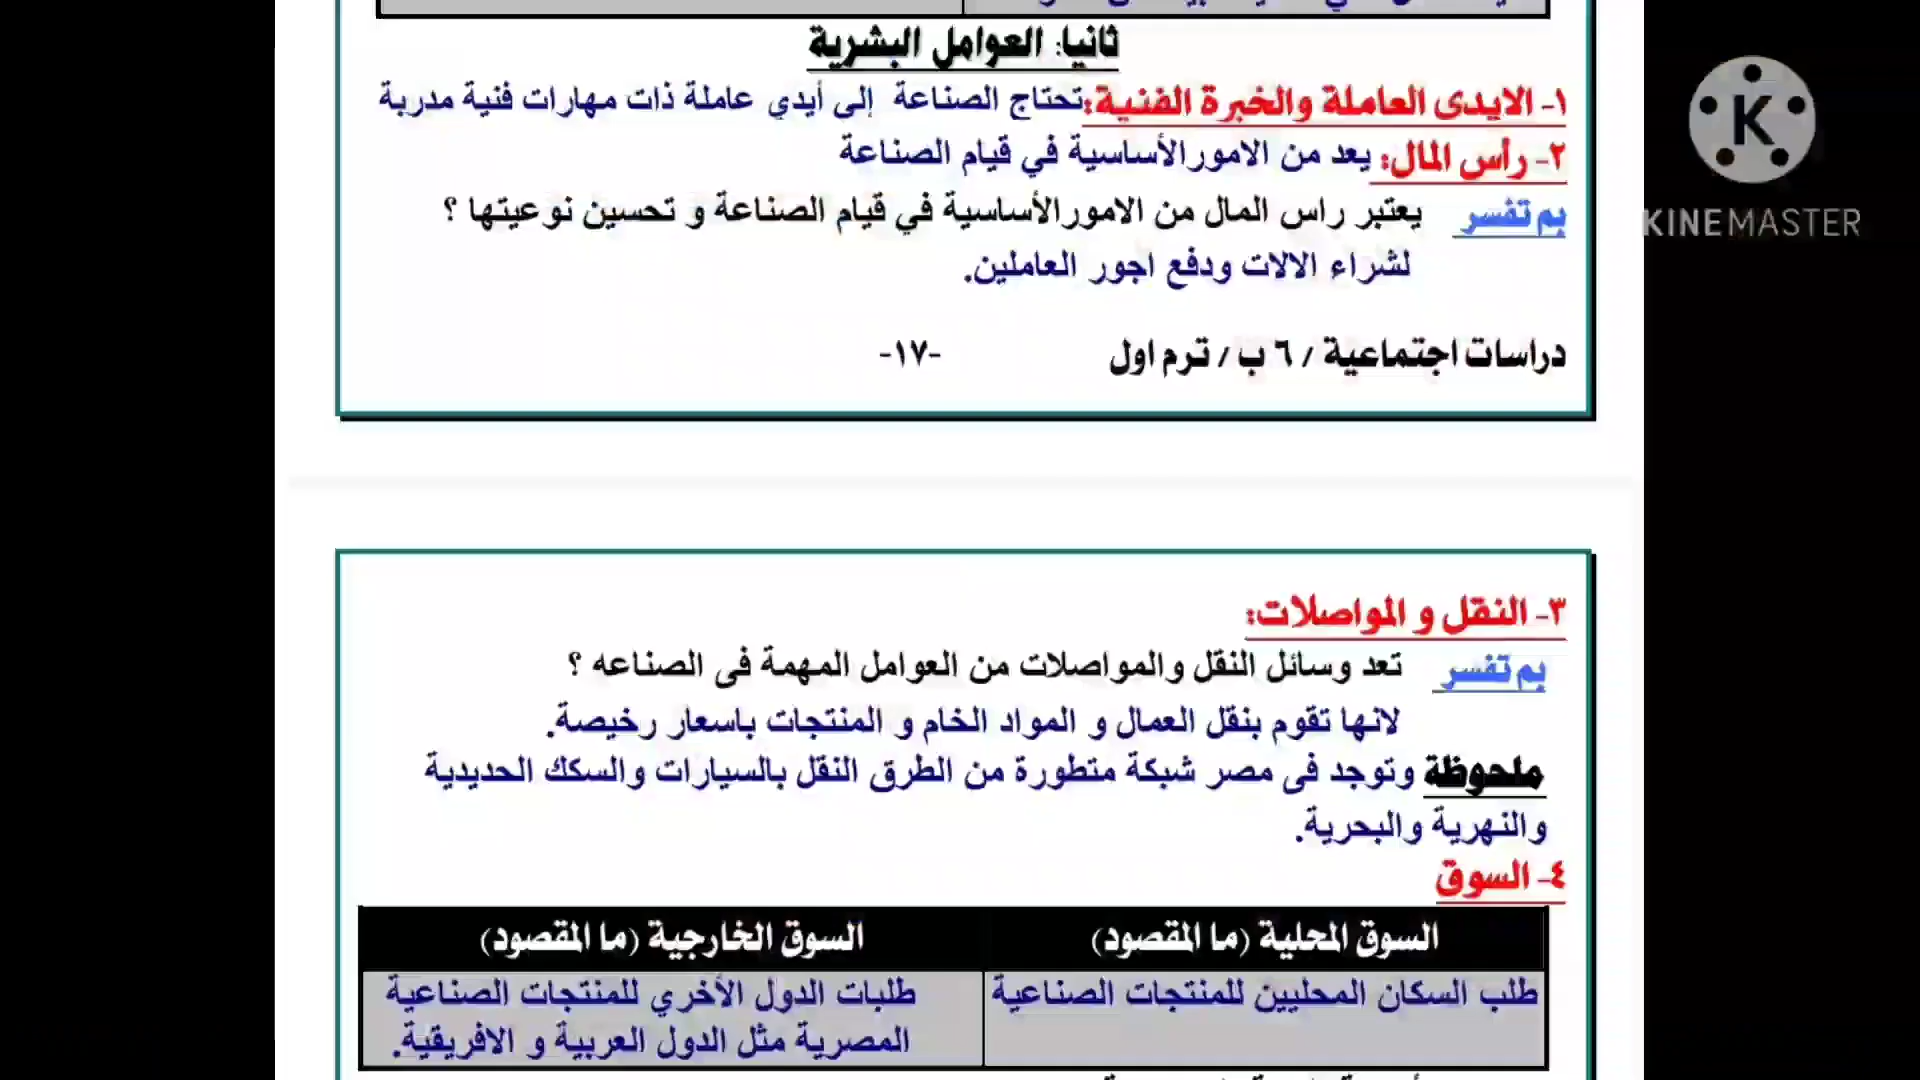 ثانيا: العوامل البشرية
١- الايدى العاملة والخبرة الفنية: تحتاج الصناعة إلى أيدي عاملة ذات مهارات فنية مدربة
٢- رأس المال: يعد من الامورالأساسية في قيام الصناعة
بم تفسر يعتبر راس المال من الامورالأساسية في قيام الصناعة و تحسين نوعيتها ؟
لشراء الالات ودفع اجور العاملين.
دراسات اجتماعية / ٦ ب / ترم اول -١٧-
K
KINEMASTER
٣- النقل و المواصلات:
بم تفسر تعد وسائل النقل والمواصلات من العوامل المهمة فى الصناعه ؟
لانها تقوم بنقل العمال و المواد الخام و المنتجات باسعار رخيصة.
ملحوظة وتوجد فى مصر شبكة متطورة من الطرق النقل بالسيارات والسكك الحديدية
والنهرية والبحرية.
٤- السوق
السوق المحلية (ما المقصود) السوق الخارجية (ما المقصود)
طلب السكان المحليين للمنتجات الصناعية طلبات الدول الأخري للمنتجات الصناعية
المصرية مثل الدول العربية و الافريقية.